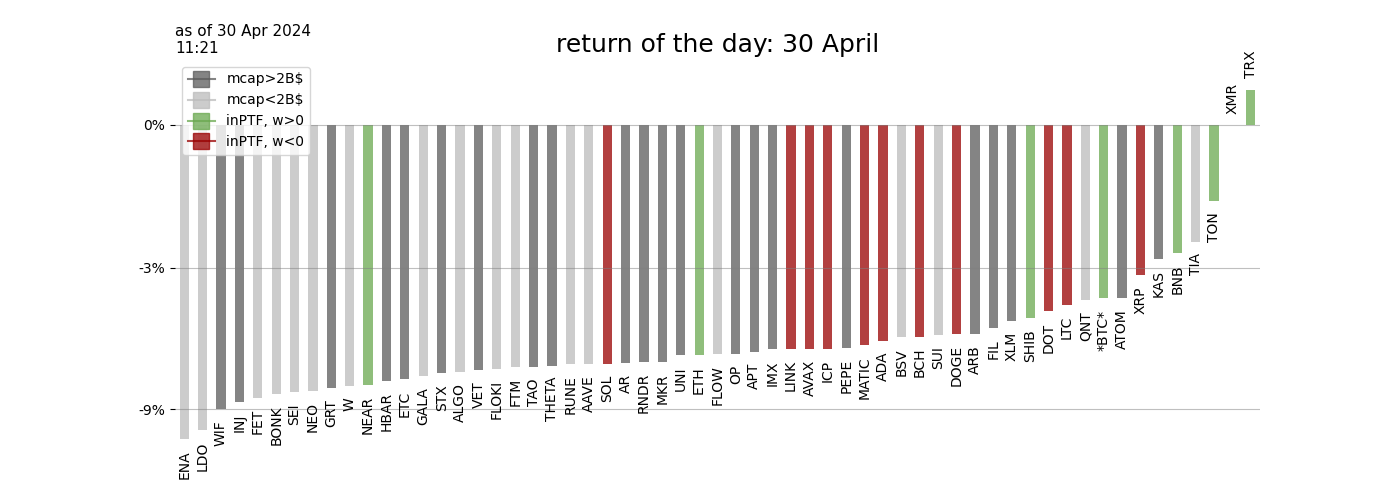 as of 30 Apr 2024
11:21
return of the day: 30 April
mcap>2B$
mcap<2B$
inPTF, w>0
inPTF, w<0
0%
-3%
-9%
ENA
LDO
WIF
INJ
FET
BONK
SEI
NEO
GRT
W
NEAR
HBAR
ETC
GALA
STX
ALGO
VET
FLOKI
FTM
TAO
THETA
RUNE
AAVE
SOL
AR
RNDR
MKR
UNI
ETH
FLOW
OP
APT
IMX
LINK
AVAX
ICP
PEPE
MATIC
ADA
BSV
BCH
SUI
DOGE
ARB
FIL
XLM
SHIB
DOT
LTC
QNT
*BTC*
ATOM
XRP
KAS
BNB
TIA
TON
XMR
TRX